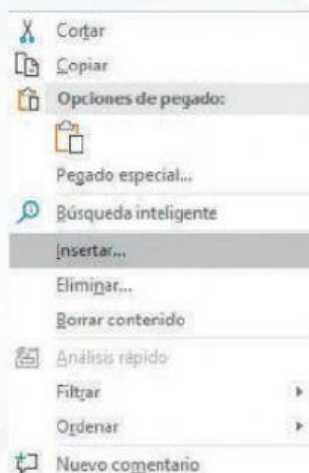 Cortar
Copiar
Opciones de pegado:
Pegado especial...
Búsqueda inteligente
Insertar...
Eliminar...
Borrar contenido
Análisis rápido
Filtrar
Ordenar
Nuevo comentario